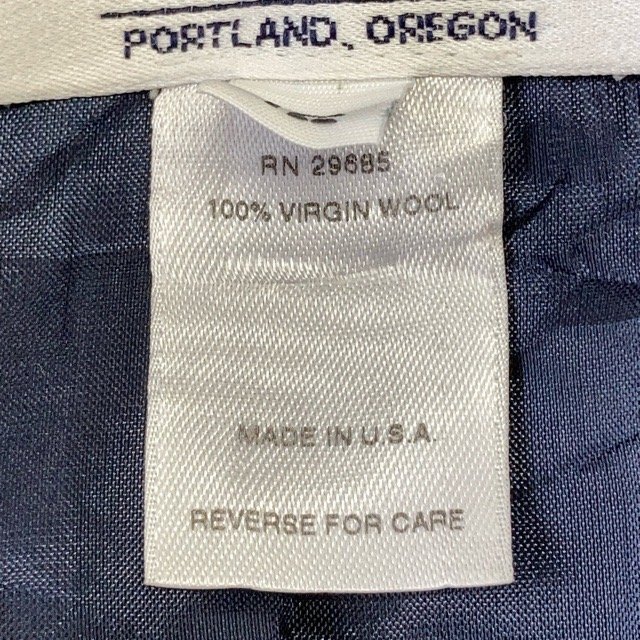 PORTLAND, OREGON
RN 29685
100% VIRGIN WOOL
MADE IN U.S.A.
REVERSE FOR CARE